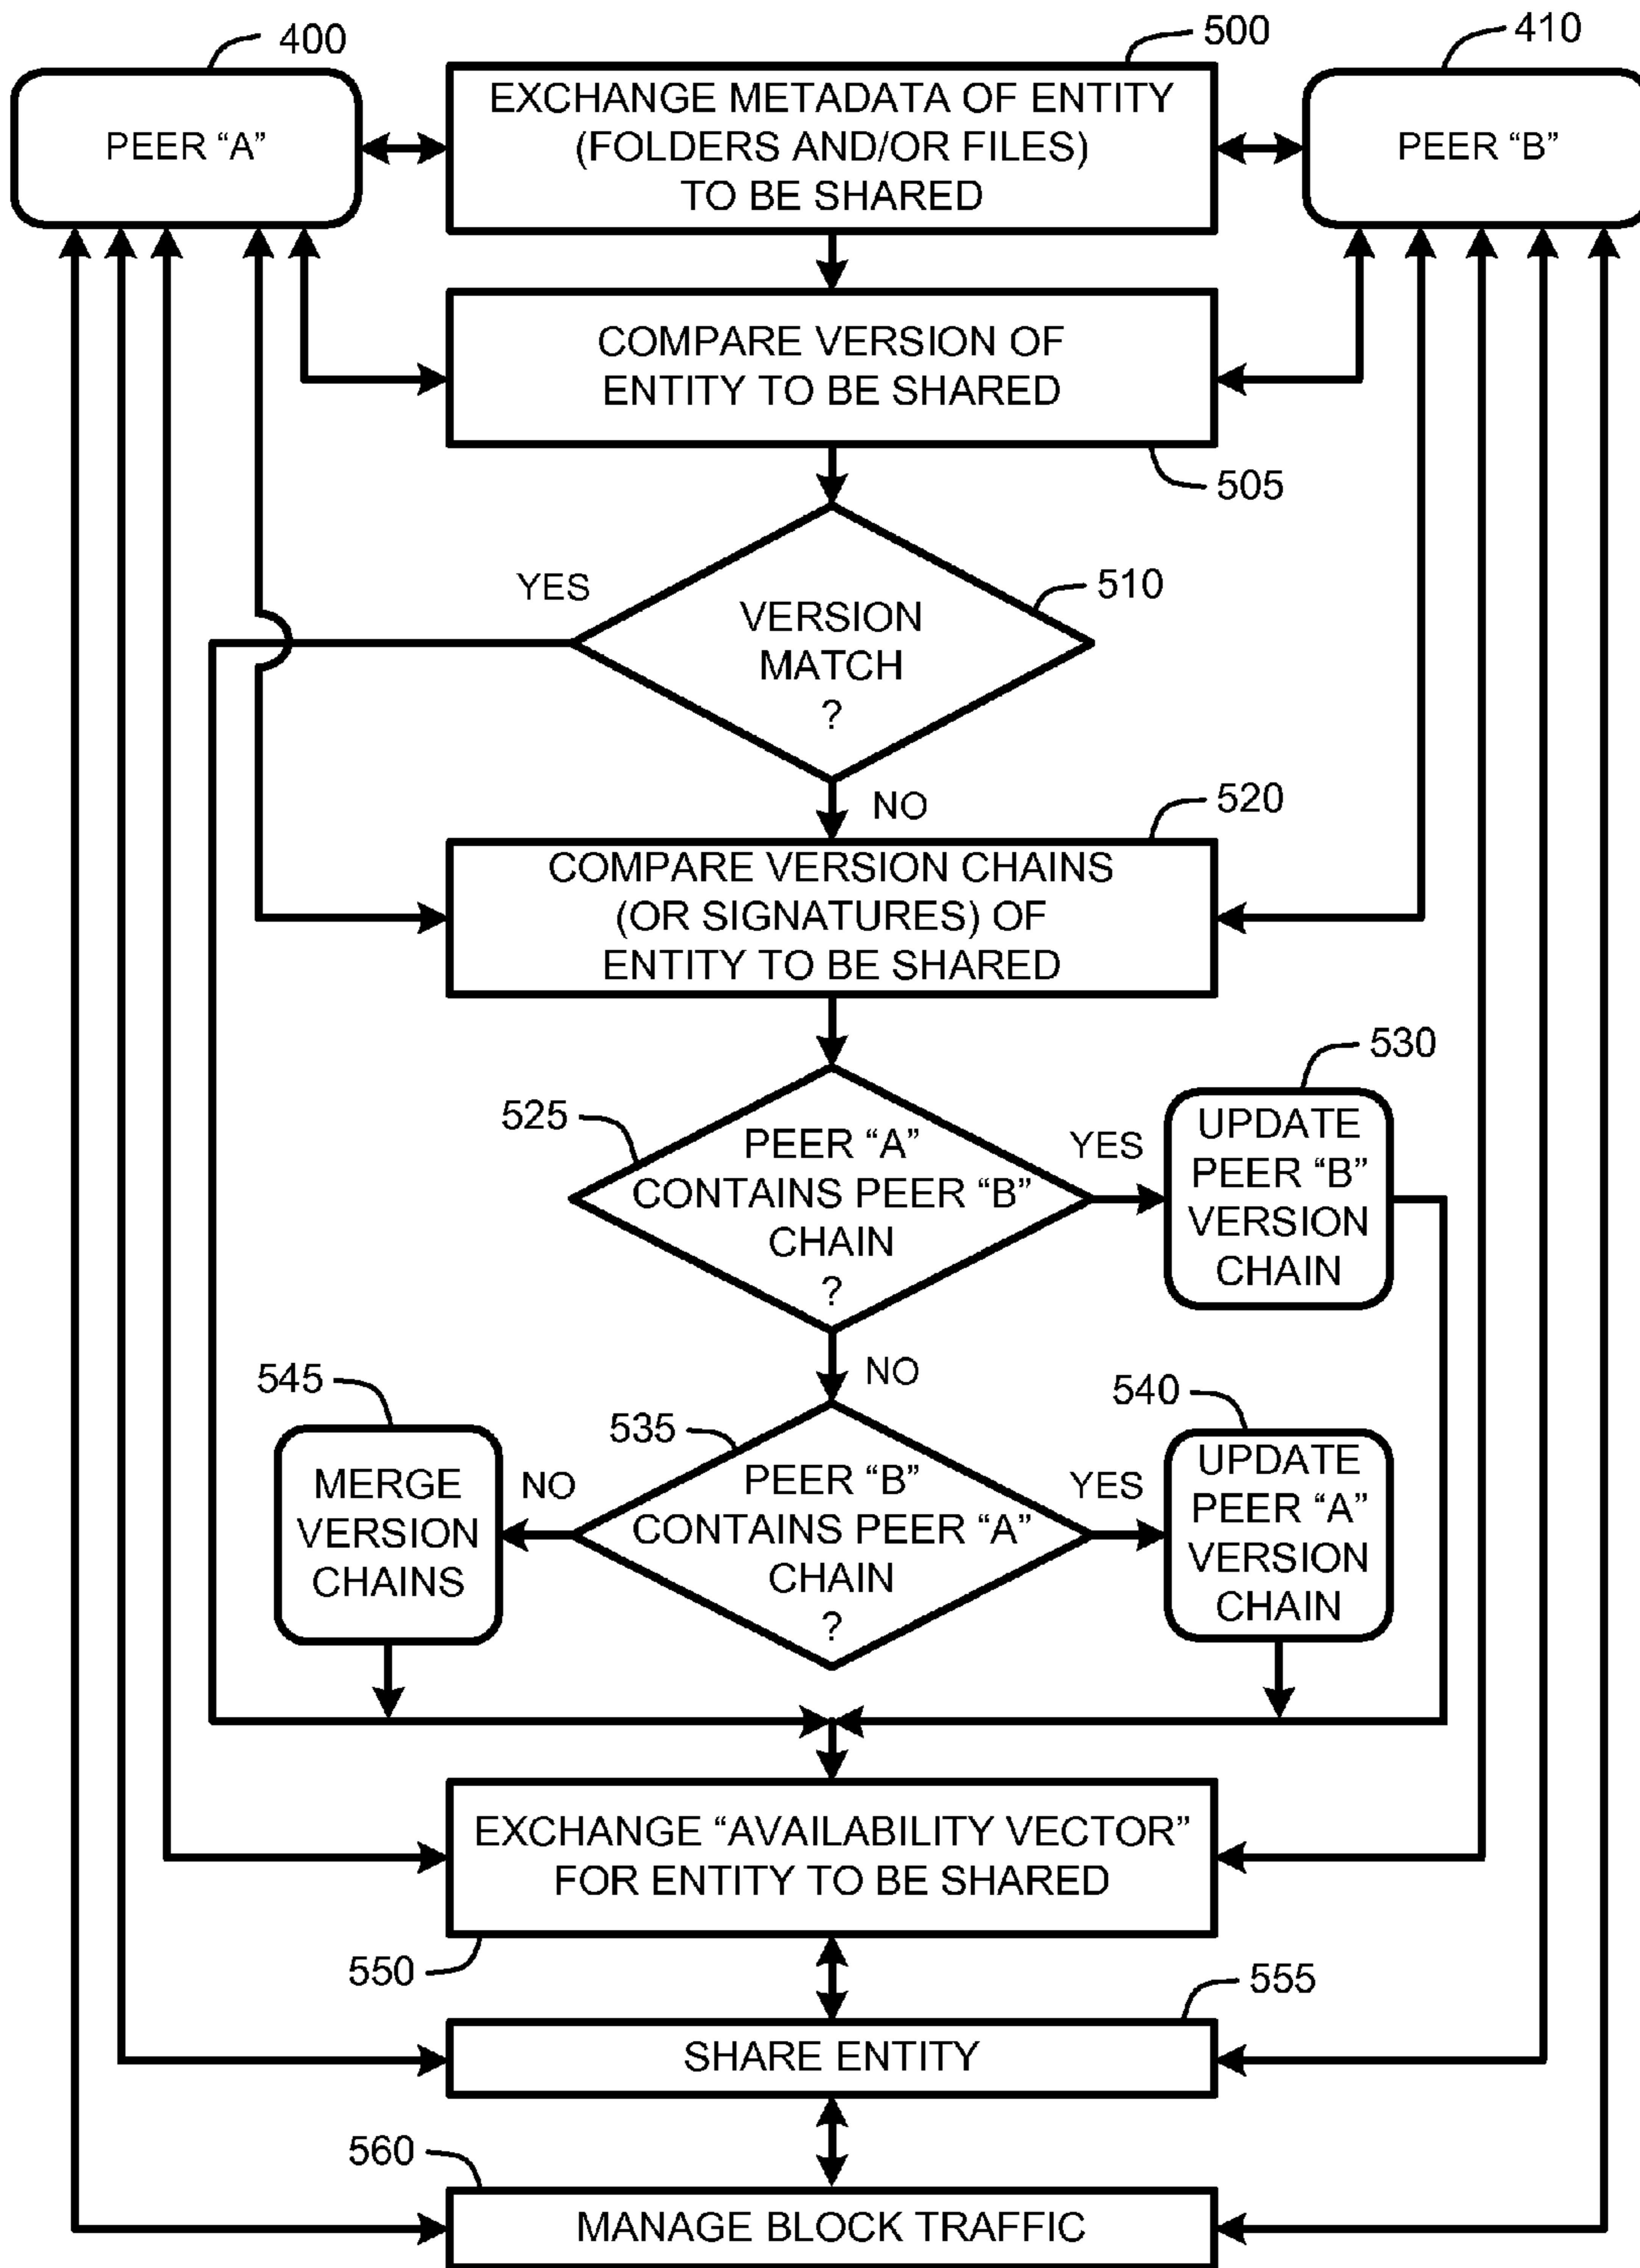 400
500
410
PEER “A”
EXCHANGE METADATA OF ENTITY
(FOLDERS AND/OR FILES)
TO BE SHARED
PEER “B”
COMPARE VERSION OF
ENTITY TO BE SHARED
505
YES
510
VERSION
MATCH
?
NO
520
COMPARE VERSION CHAINS
(OR SIGNATURES) OF
ENTITY TO BE SHARED
530
525
PEER “A”
CONTAINS PEER “B”
CHAIN
?
YES
UPDATE
PEER “B”
VERSION
CHAIN
NO
545
540
535
MERGE
VERSION
CHAINS
NO
PEER “B”
CONTAINS PEER “A”
CHAIN
?
YES
UPDATE
PEER “A”
VERSION
CHAIN
EXCHANGE “AVAILABILITY VECTOR”
FOR ENTITY TO BE SHARED
550
555
SHARE ENTITY
560
MANAGE BLOCK TRAFFIC